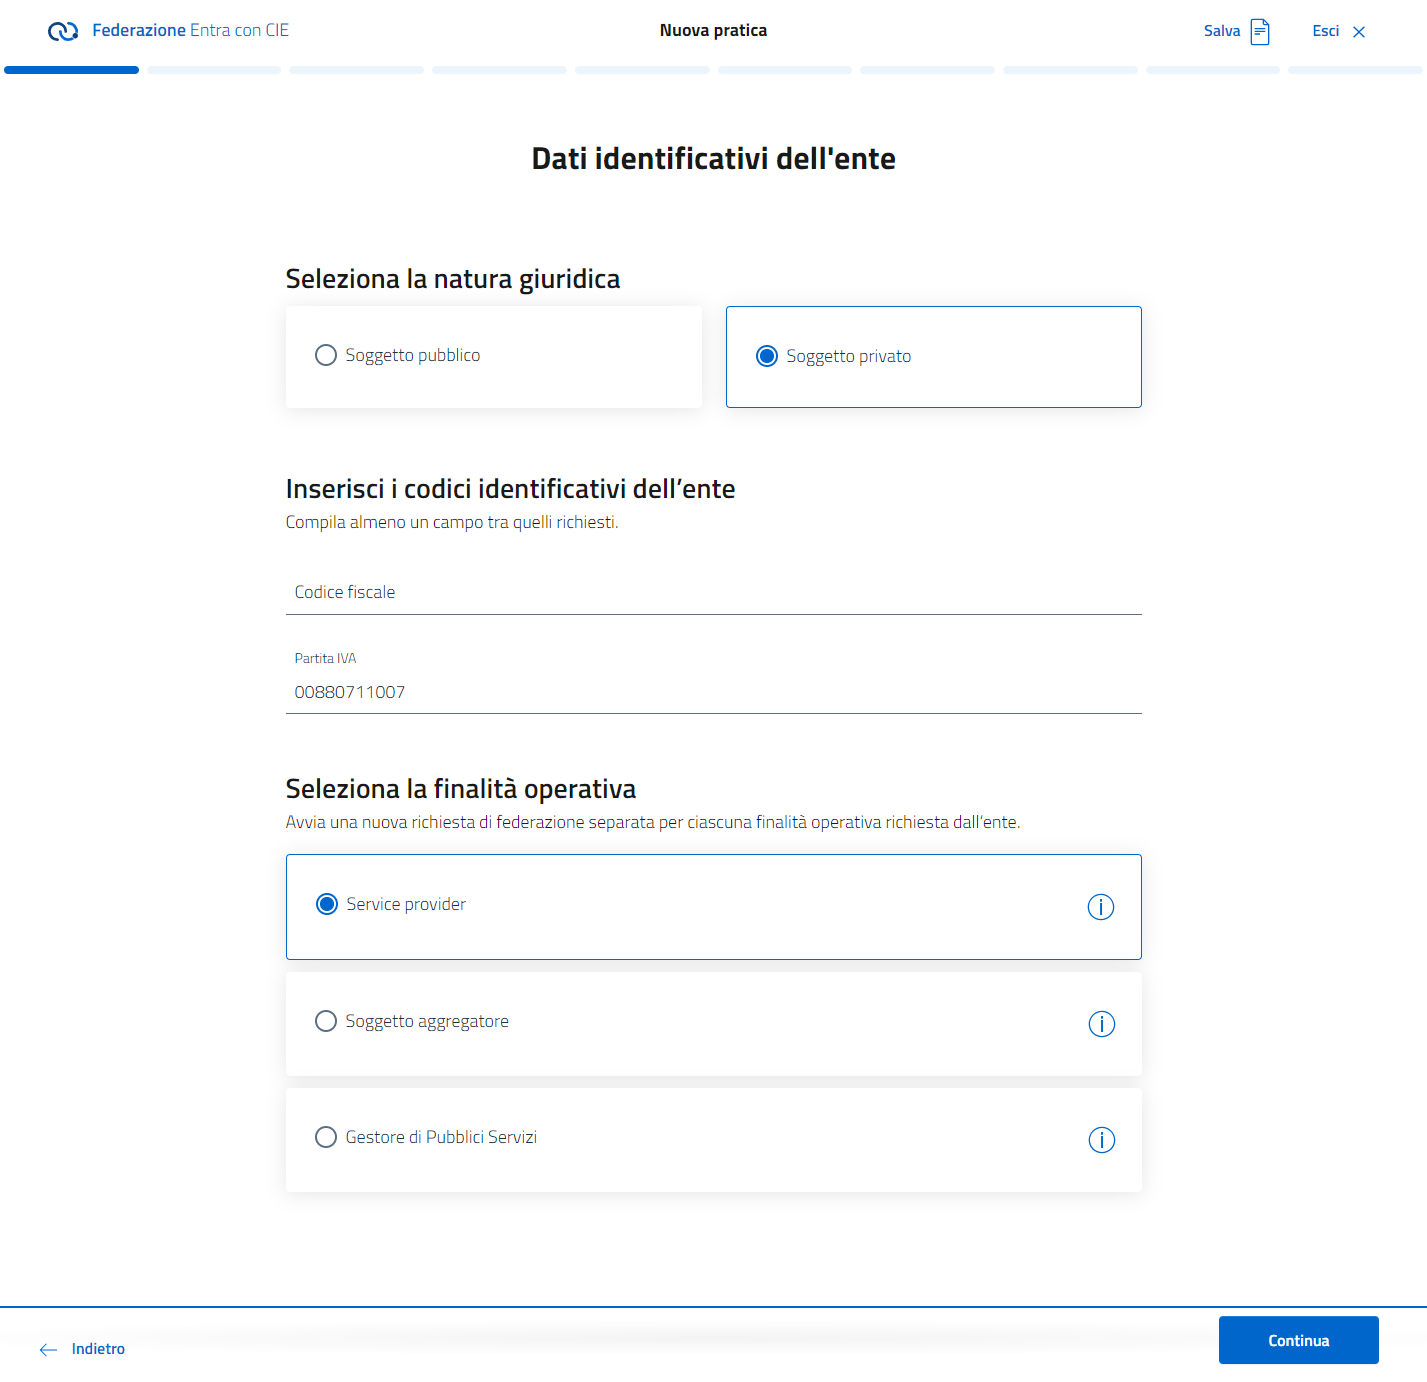 Federazione Entra con CIE
Nuova pratica
Salva
Esci
Dati identificativi dell'ente
Seleziona la natura giuridica
Soggetto pubblico
Soggetto privato
Inserisci i codici identificativi dell’ente
Compila almeno un campo tra quelli richiesti.
Codice fiscale
Partita IVA
00880711007
Seleziona la finalità operativa
Avvia una nuova richiesta di federazione separata per ciascuna finalità operativa richiesta dall’ente.
Service provider
Soggetto aggregatore
Gestore di Pubblici Servizi
Indietro
Continua